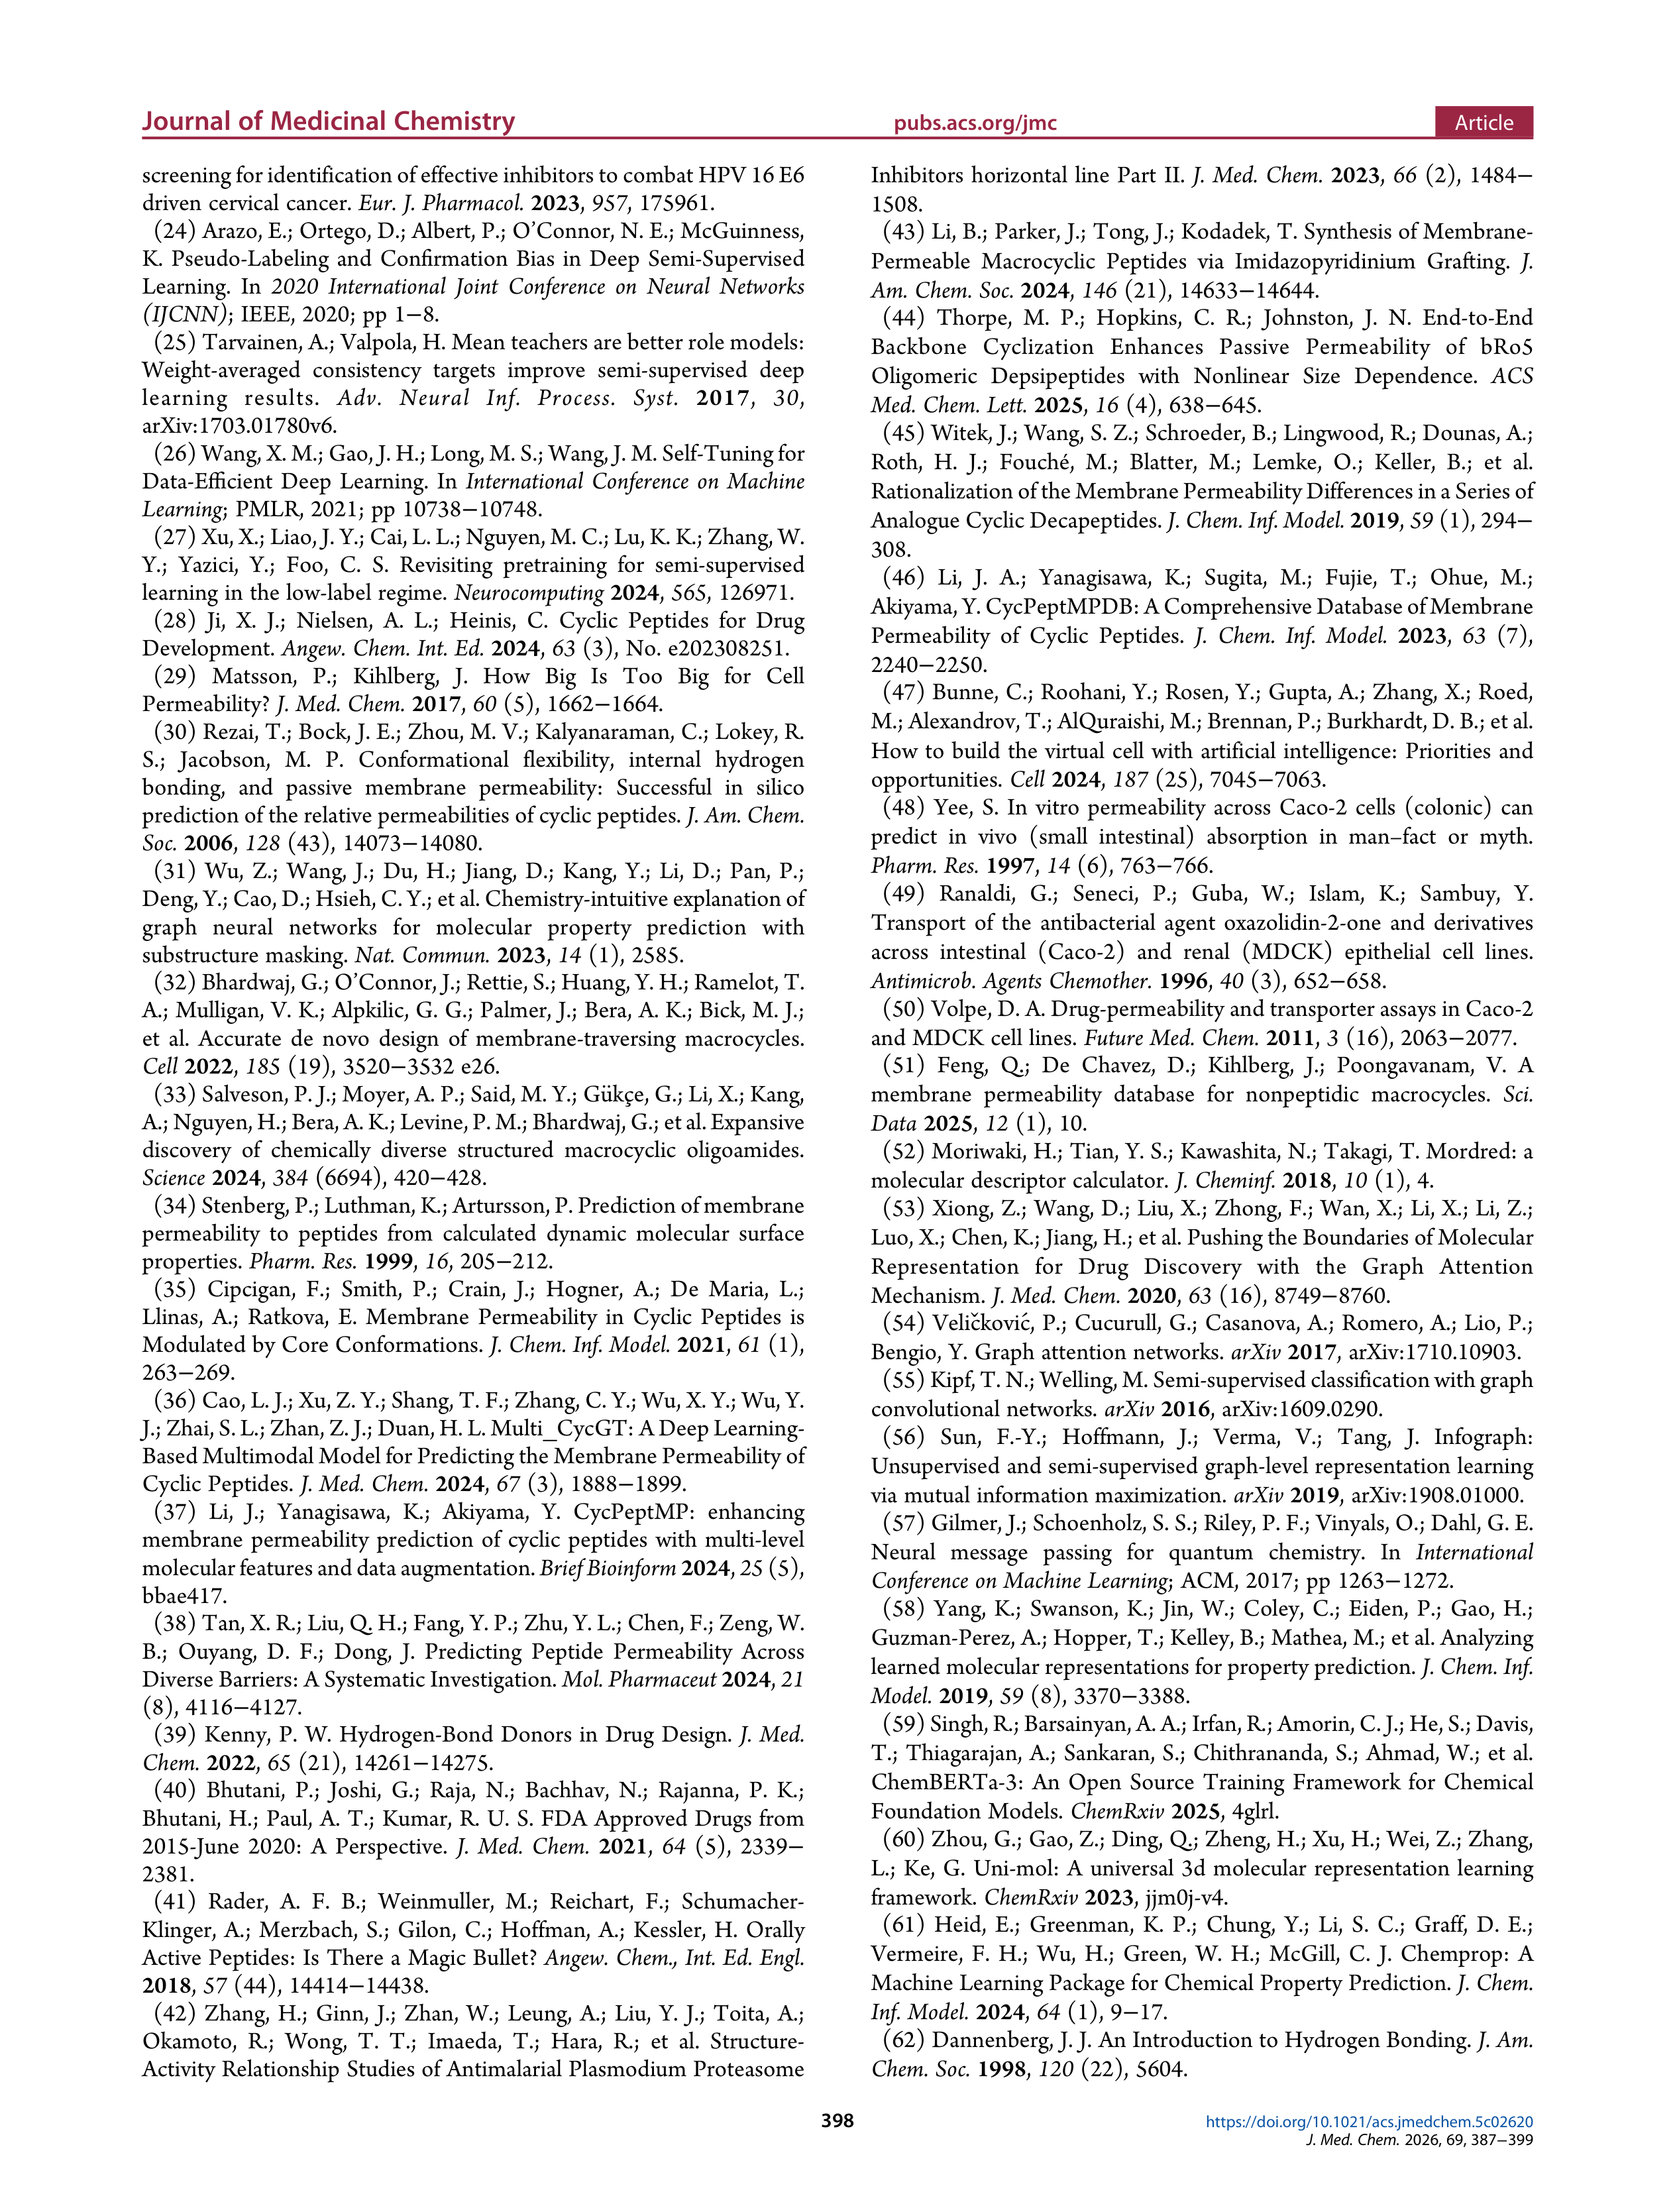 Journal of Medicinal Chemistry
pubs.acs.org/jmc
Article
screening for identification of effective inhibitors to combat HPV 16 E6
driven cervical cancer. Eur. J. Pharmacol. 2023, 957, 175961.
(24) Arazo, E.; Ortego, D.; Albert, P.; O’Connor, N. E.; McGuinness,
K. Pseudo-Labeling and Confirmation Bias in Deep Semi-Supervised
Learning. In 2020 International Joint Conference on Neural Networks
(IJCNN); IEEE, 2020; pp 1−8.
(25) Tarvainen, A.; Valpola, H. Mean teachers are better role models:
Weight-averaged consistency targets improve semi-supervised deep
learning results. Adv. Neural Inf. Process. Syst. 2017, 30,
arXiv:1703.01780v6.
(26) Wang, X. M.; Gao, J. H.; Long, M. S.; Wang, J. M. Self-Tuning for
Data-Efficient Deep Learning. In International Conference on Machine
Learning; PMLR, 2021; pp 10738−10748.
(27) Xu, X.; Liao, J. Y.; Cai, L. L.; Nguyen, M. C.; Lu, K. K.; Zhang, W.
Y.; Yazici, Y.; Foo, C. S. Revisiting pretraining for semi-supervised
learning in the low-label regime. Neurocomputing 2024, 565, 126971.
(28) Ji, X. J.; Nielsen, A. L.; Heinis, C. Cyclic Peptides for Drug
Development. Angew. Chem. Int. Ed. 2024, 63 (3), No. e202308251.
(29) Matsson, P.; Kihlberg, J. How Big Is Too Big for Cell
Permeability? J. Med. Chem. 2017, 60 (5), 1662−1664.
(30) Rezai, T.; Bock, J. E.; Zhou, M. V.; Kalyanaraman, C.; Lokey, R.
S.; Jacobson, M. P. Conformational flexibility, internal hydrogen
bonding, and passive membrane permeability: Successful in silico
prediction of the relative permeabilities of cyclic peptides. J. Am. Chem.
Soc. 2006, 128 (43), 14073−14080.
(31) Wu, Z.; Wang, J.; Du, H.; Jiang, D.; Kang, Y.; Li, D.; Pan, P.;
Deng, Y.; Cao, D.; Hsieh, C. Y.; et al. Chemistry-intuitive explanation of
graph neural networks for molecular property prediction with
substructure masking. Nat. Commun. 2023, 14 (1), 2585.
(32) Bhardwaj, G.; O’Connor, J.; Rettie, S.; Huang, Y. H.; Ramelot, T.
A.; Mulligan, V. K.; Alpkilic, G. G.; Palmer, J.; Bera, A. K.; Bick, M. J.;
et al. Accurate de novo design of membrane-traversing macrocycles.
Cell 2022, 185 (19), 3520−3532 e26.
(33) Salveson, P. J.; Moyer, A. P.; Said, M. Y.; Gükçe, G.; Li, X.; Kang,
A.; Nguyen, H.; Bera, A. K.; Levine, P. M.; Bhardwaj, G.; et al. Expansive
discovery of chemically diverse structured macrocyclic oligoamides.
Science 2024, 384 (6694), 420−428.
(34) Stenberg, P.; Luthman, K.; Artursson, P. Prediction of membrane
permeability to peptides from calculated dynamic molecular surface
properties. Pharm. Res. 1999, 16, 205−212.
(35) Cipcigan, F.; Smith, P.; Crain, J.; Hogner, A.; De Maria, L.;
Llinas, A.; Ratkova, E. Membrane Permeability in Cyclic Peptides is
Modulated by Core Conformations. J. Chem. Inf. Model. 2021, 61 (1),
263−269.
(36) Cao, L. J.; Xu, Z. Y.; Shang, T. F.; Zhang, C. Y.; Wu, X. Y.; Wu, Y.
J.; Zhai, S. L.; Zhan, Z. J.; Duan, H. L. Multi_CycGT: A Deep Learning-
Based Multimodal Model for Predicting the Membrane Permeability of
Cyclic Peptides. J. Med. Chem. 2024, 67 (3), 1888−1899.
(37) Li, J.; Yanagisawa, K.; Akiyama, Y. CycPeptMP: enhancing
membrane permeability prediction of cyclic peptides with multi-level
molecular features and data augmentation. Brief Bioinform 2024, 25 (5),
bbae417.
(38) Tan, X. R.; Liu, Q. H.; Fang, Y. P.; Zhu, Y. L.; Chen, F.; Zeng, W.
B.; Ouyang, D. F.; Dong, J. Predicting Peptide Permeability Across
Diverse Barriers: A Systematic Investigation. Mol. Pharmaceut 2024, 21
(8), 4116−4127.
(39) Kenny, P. W. Hydrogen-Bond Donors in Drug Design. J. Med.
Chem. 2022, 65 (21), 14261−14275.
(40) Bhutani, P.; Joshi, G.; Raja, N.; Bachhav, N.; Rajanna, P. K.;
Bhutani, H.; Paul, A. T.; Kumar, R. U. S. FDA Approved Drugs from
2015-June 2020: A Perspective. J. Med. Chem. 2021, 64 (5), 2339−
2381.
(41) Rader, A. F. B.; Weinmuller, M.; Reichart, F.; Schumacher-
Klinger, A.; Merzbach, S.; Gilon, C.; Hoffman, A.; Kessler, H. Orally
Active Peptides: Is There a Magic Bullet? Angew. Chem., Int. Ed. Engl.
2018, 57 (44), 14414−14438.
(42) Zhang, H.; Ginn, J.; Zhan, W.; Leung, A.; Liu, Y. J.; Toita, A.;
Okamoto, R.; Wong, T. T.; Imaeda, T.; Hara, R.; et al. Structure-
Activity Relationship Studies of Antimalarial Plasmodium Proteasome
Inhibitors horizontal line Part II. J. Med. Chem. 2023, 66 (2), 1484−
1508.
(43) Li, B.; Parker, J.; Tong, J.; Kodadek, T. Synthesis of Membrane-
Permeable Macrocyclic Peptides via Imidazopyridinium Grafting. J.
Am. Chem. Soc. 2024, 146 (21), 14633−14644.
(44) Thorpe, M. P.; Hopkins, C. R.; Johnston, J. N. End-to-End
Backbone Cyclization Enhances Passive Permeability of bRo5
Oligomeric Depsipeptides with Nonlinear Size Dependence. ACS
Med. Chem. Lett. 2025, 16 (4), 638−645.
(45) Witek, J.; Wang, S. Z.; Schroeder, B.; Lingwood, R.; Dounas, A.;
Roth, H. J.; Fouché, M.; Blatter, M.; Lemke, O.; Keller, B.; et al.
Rationalization of the Membrane Permeability Differences in a Series of
Analogue Cyclic Decapeptides. J. Chem. Inf. Model. 2019, 59 (1), 294−
308.
(46) Li, J. A.; Yanagisawa, K.; Sugita, M.; Fujie, T.; Ohue, M.;
Akiyama, Y. CycPeptMPDB: A Comprehensive Database of Membrane
Permeability of Cyclic Peptides. J. Chem. Inf. Model. 2023, 63 (7),
2240−2250.
(47) Bunne, C.; Roohani, Y.; Rosen, Y.; Gupta, A.; Zhang, X.; Roed,
M.; Alexandrov, T.; AlQuraishi, M.; Brennan, P.; Burkhardt, D. B.; et al.
How to build the virtual cell with artificial intelligence: Priorities and
opportunities. Cell 2024, 187 (25), 7045−7063.
(48) Yee, S. In vitro permeability across Caco-2 cells (colonic) can
predict in vivo (small intestinal) absorption in man–fact or myth.
Pharm. Res. 1997, 14 (6), 763−766.
(49) Ranaldi, G.; Seneci, P.; Guba, W.; Islam, K.; Sambuy, Y.
Transport of the antibacterial agent oxazolidin-2-one and derivatives
across intestinal (Caco-2) and renal (MDCK) epithelial cell lines.
Antimicrob. Agents Chemother. 1996, 40 (3), 652−658.
(50) Volpe, D. A. Drug-permeability and transporter assays in Caco-2
and MDCK cell lines. Future Med. Chem. 2011, 3 (16), 2063−2077.
(51) Feng, Q.; De Chavez, D.; Kihlberg, J.; Poongavanam, V. A
membrane permeability database for nonpeptidic macrocycles. Sci.
Data 2025, 12 (1), 10.
(52) Moriwaki, H.; Tian, Y. S.; Kawashita, N.; Takagi, T. Mordred: a
molecular descriptor calculator. J. Cheminf. 2018, 10 (1), 4.
(53) Xiong, Z.; Wang, D.; Liu, X.; Zhong, F.; Wan, X.; Li, X.; Li, Z.;
Luo, X.; Chen, K.; Jiang, H.; et al. Pushing the Boundaries of Molecular
Representation for Drug Discovery with the Graph Attention
Mechanism. J. Med. Chem. 2020, 63 (16), 8749−8760.
(54) Veličković, P.; Cucurull, G.; Casanova, A.; Romero, A.; Lio, P.;
Bengio, Y. Graph attention networks. arXiv 2017, arXiv:1710.10903.
(55) Kipf, T. N.; Welling, M. Semi-supervised classification with graph
convolutional networks. arXiv 2016, arXiv:1609.0290.
(56) Sun, F.-Y.; Hoffmann, J.; Verma, V.; Tang, J. Infograph:
Unsupervised and semi-supervised graph-level representation learning
via mutual information maximization. arXiv 2019, arXiv:1908.01000.
(57) Gilmer, J.; Schoenholz, S. S.; Riley, P. F.; Vinyals, O.; Dahl, G. E.
Neural message passing for quantum chemistry. In International
Conference on Machine Learning; ACM, 2017; pp 1263−1272.
(58) Yang, K.; Swanson, K.; Jin, W.; Coley, C.; Eiden, P.; Gao, H.;
Guzman-Perez, A.; Hopper, T.; Kelley, B.; Mathea, M.; et al. Analyzing
learned molecular representations for property prediction. J. Chem. Inf.
Model. 2019, 59 (8), 3370−3388.
(59) Singh, R.; Barsainyan, A. A.; Irfan, R.; Amorin, C. J.; He, S.; Davis,
T.; Thiagarajan, A.; Sankaran, S.; Chithrananda, S.; Ahmad, W.; et al.
ChemBERTa-3: An Open Source Training Framework for Chemical
Foundation Models. ChemRxiv 2025, 4glrl.
(60) Zhou, G.; Gao, Z.; Ding, Q.; Zheng, H.; Xu, H.; Wei, Z.; Zhang,
L.; Ke, G. Uni-mol: A universal 3d molecular representation learning
framework. ChemRxiv 2023, jjm0j-v4.
(61) Heid, E.; Greenman, K. P.; Chung, Y.; Li, S. C.; Graff, D. E.;
Vermeire, F. H.; Wu, H.; Green, W. H.; McGill, C. J. Chemprop: A
Machine Learning Package for Chemical Property Prediction. J. Chem.
Inf. Model. 2024, 64 (1), 9−17.
(62) Dannenberg, J. J. An Introduction to Hydrogen Bonding. J. Am.
Chem. Soc. 1998, 120 (22), 5604.
398
https://doi.org/10.1021/acs.jmedchem.5c02620
J. Med. Chem. 2026, 69, 387−399